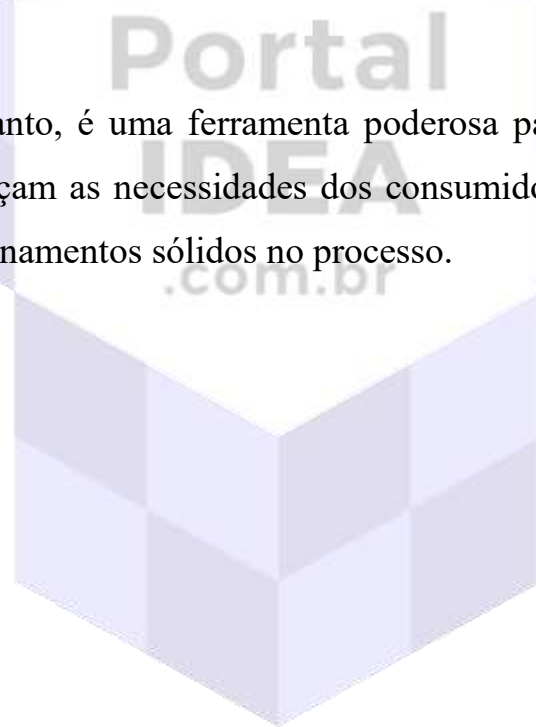 Portal
anto, é uma ferramenta poderosa pa
IDEA
çam as necessidades dos consumido
namentos sólidos no processo.
.com.br